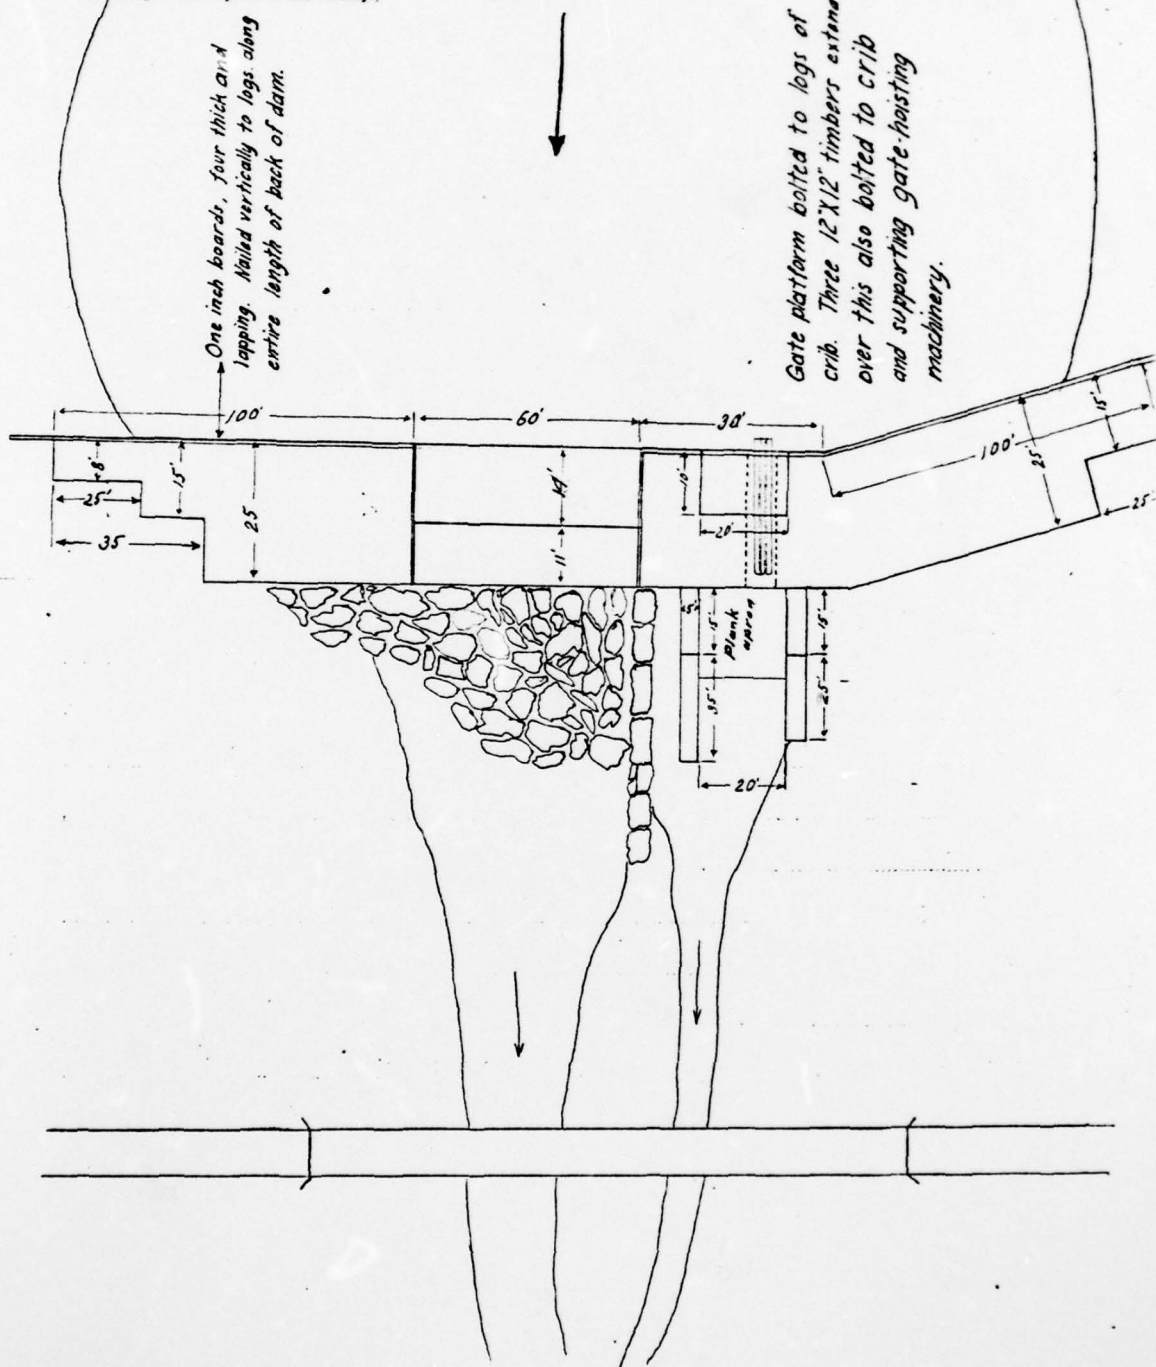 One inch boards, four thick and
lapping. Nailed vertically to logs along
entire length of back of dam.
Gate platform bolted to logs of
crib. Three 12"X12" timbers extend
over this also bolted to crib
and supporting gate-hoisting
machinery.
100' 60' 30'
8' 15' 25 14' 10' 100' 25' 15'
25' 20' 25'
35 11'
5' 15' Plank apron 15'
35' 25'
20'